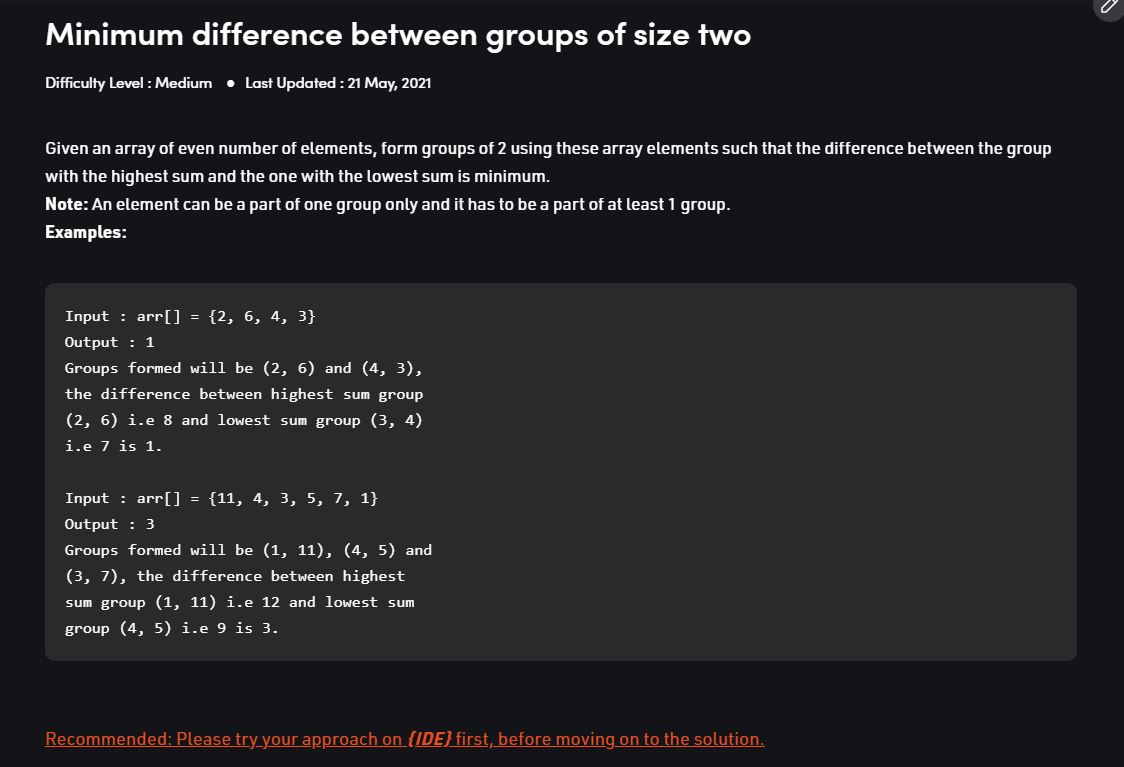 Minimum difference between groups of size two
Difficulty Level : Medium ● Last Updated : 21 May, 2021
Given an array of even number of elements, form groups of 2 using these array elements such that the difference between the group
with the highest sum and the one with the lowest sum is minimum.
Note: An element can be a part of one group only and it has to be a part of at least 1 group.
Examples:
Input : arr[] = {2, 6, 4, 3}
Output : 1
Groups formed will be (2, 6) and (4, 3),
the difference between highest sum group
(2, 6) i.e 8 and lowest sum group (3, 4)
i.e 7 is 1.
Input : arr[] = {11, 4, 3, 5, 7, 1}
Output : 3
Groups formed will be (1, 11), (4, 5) and
(3, 7), the difference between highest
sum group (1, 11) i.e 12 and lowest sum
group (4, 5) i.e 9 is 3.
Recommended: Please try your approach on {IDE} first, before moving on to the solution.